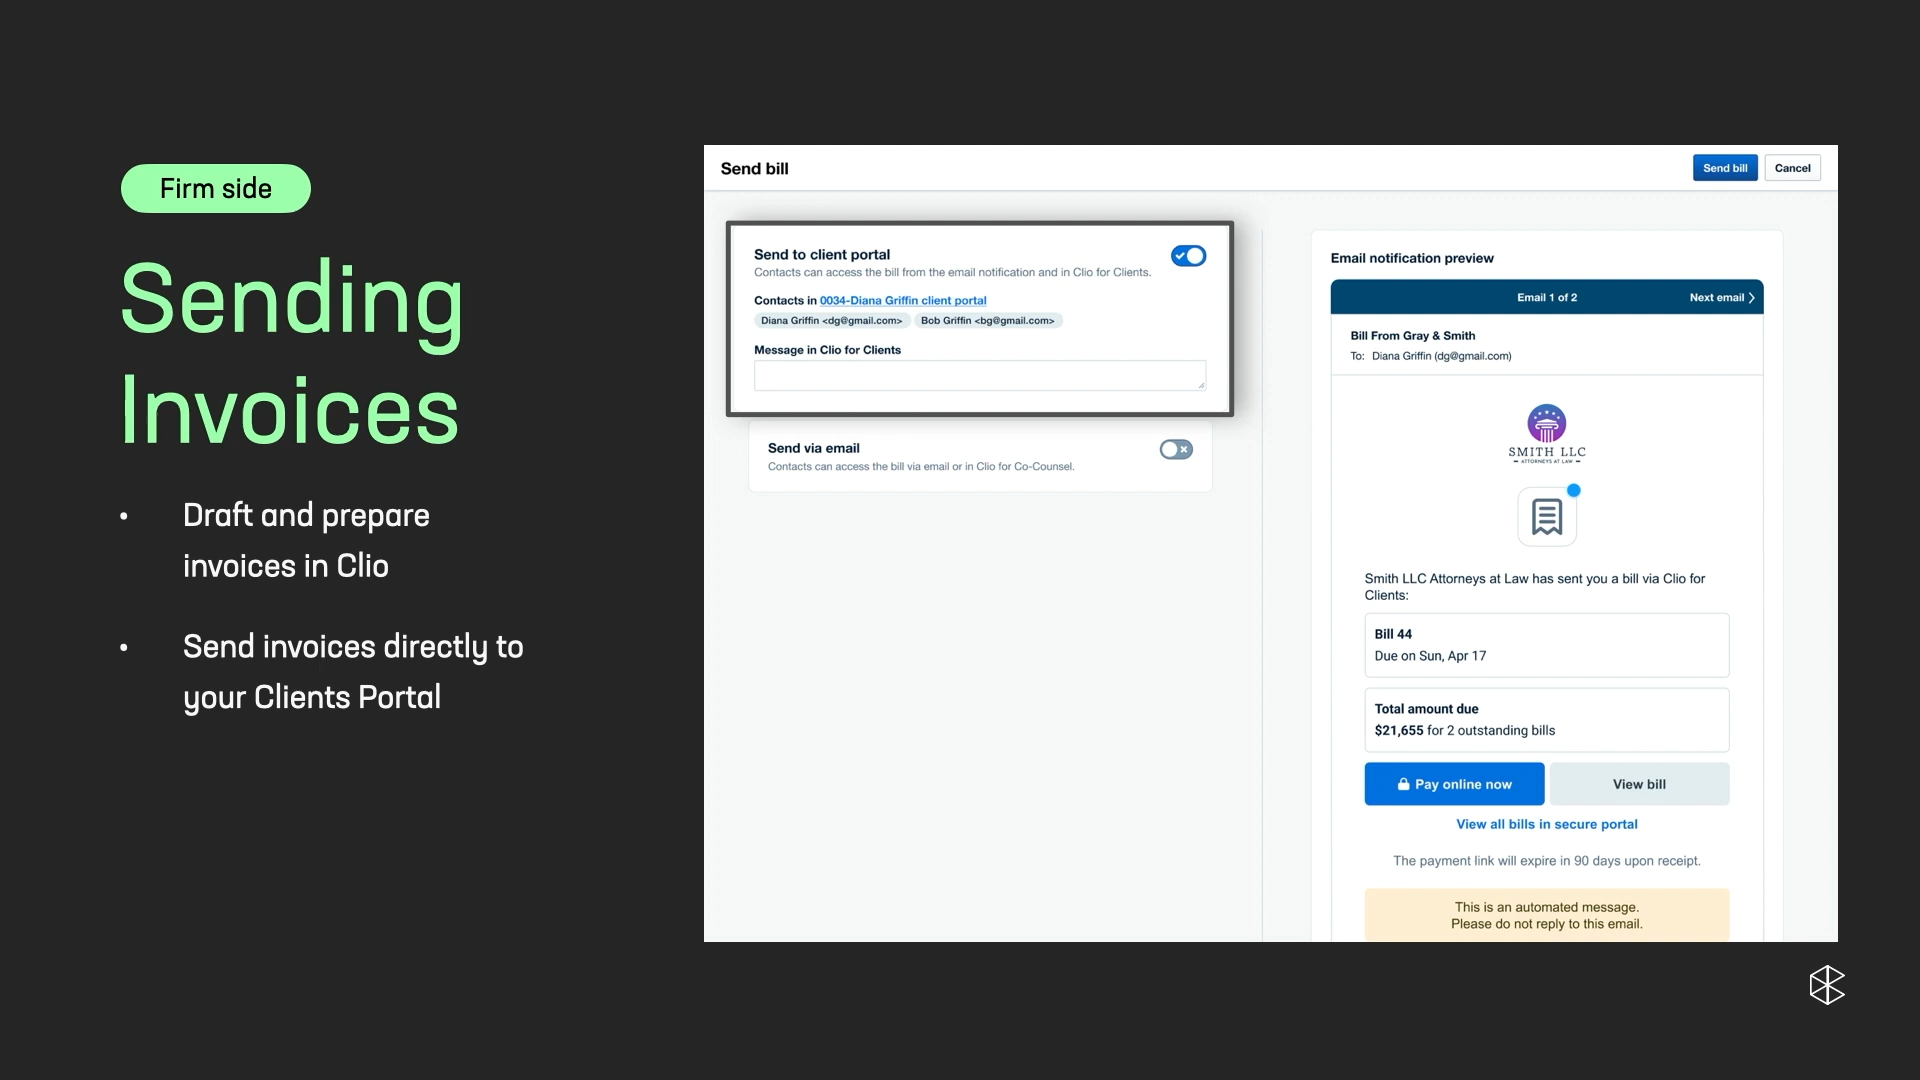 Firm side
Sending
Invoices
• Draft and prepare
invoices in Clio
• Send invoices directly to
your Clients Portal
Send bill
Send bill
Cancel
Send to client portal
Contacts can access the bill from the email notification and in Clio for Clients.
Contacts in 0034-Diana Griffin client portal
Diana Griffin <dg@gmail.com> Bob Griffin <bg@gmail.com>
Message in Clio for Clients
Send via email
Contacts can access the bill via email or in Clio for Co-Counsel.
Email notification preview
Email 1 of 2
Next email
Bill From Gray & Smith
To: Diana Griffin (dg@gmail.com)
SMITH LLC
ATTORNEYS AT LAW
Smith LLC Attorneys at Law has sent you a bill via Clio for
Clients:
Bill 44
Due on Sun, Apr 17
Total amount due
$21,655 for 2 outstanding bills
Pay online now
View bill
View all bills in secure portal
The payment link will expire in 90 days upon receipt.
This is an automated message.
Please do not reply to this email.